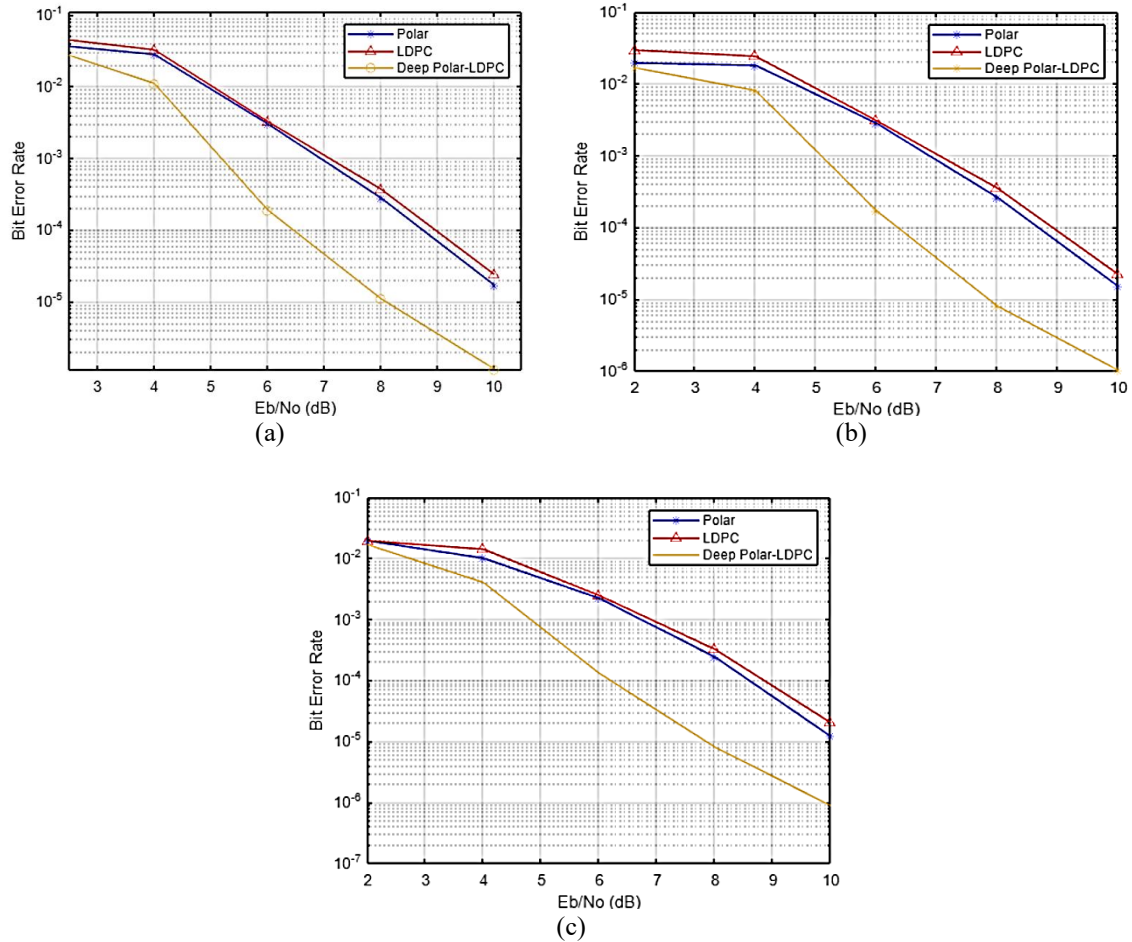 10^-1
10^-2
10^-3
10^-4
10^-5
Bit Error Rate
Polar
LDPC
Deep Polar-LDPC
3 4 5 6 7 8 9 10
Eb/No (dB)
(a)
10^-1
10^-2
10^-3
10^-4
10^-5
10^-6
Bit Error Rate
Polar
LDPC
Deep Polar-LDPC
2 3 4 5 6 7 8 9 10
Eb/No (dB)
(b)
10^-1
10^-2
10^-3
10^-4
10^-5
10^-6
10^-7
Bit Error Rate
Polar
LDPC
Deep Polar-LDPC
2 3 4 5 6 7 8 9 10
Eb/No (dB)
(c)